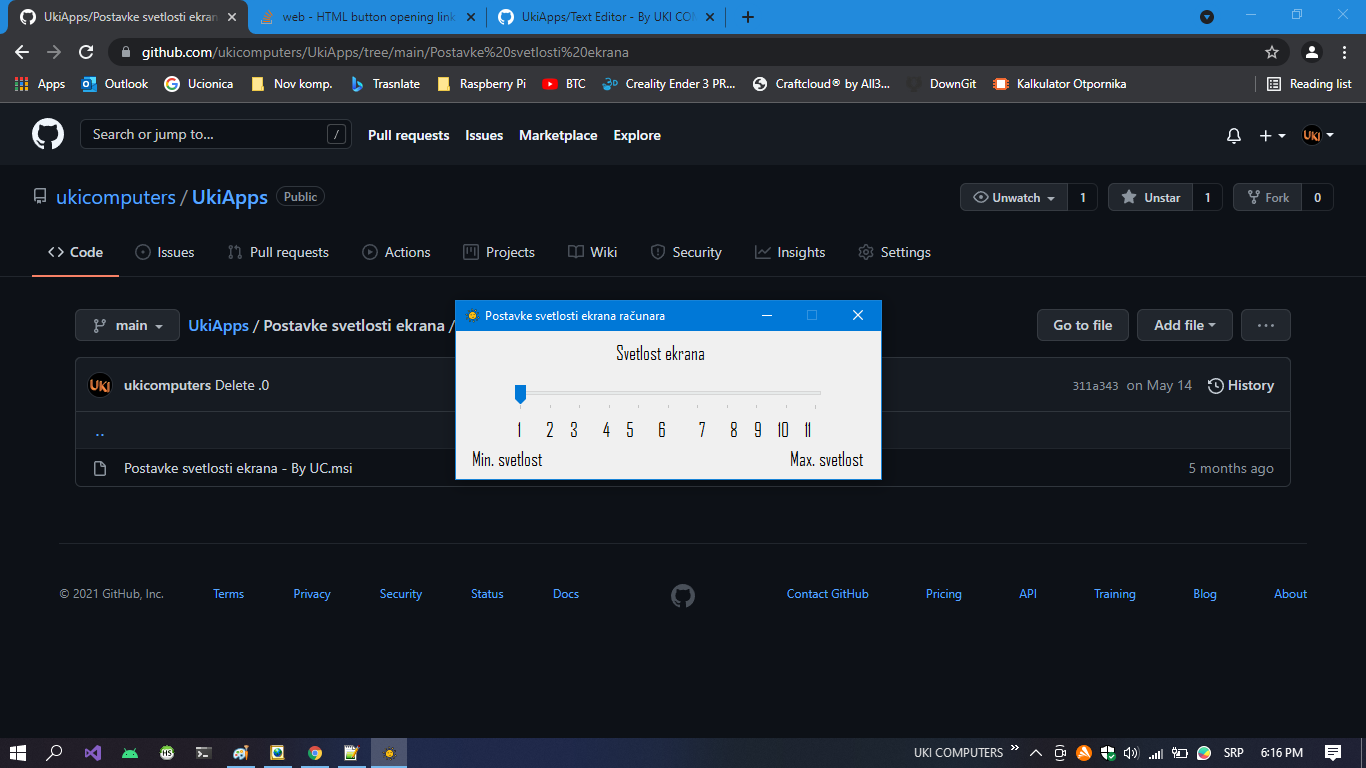 UkiApps/Postavke svetlosti ekran
web - HTML button opening link
UkiApps/Text Editor - By UKI CO
github.com/ukicomputers/UkiApps/tree/main/Postavke%20svetlosti%20ekrana
Apps Outlook Ucionica Nov komp. Trasnlate Raspberry Pi BTC Creality Ender 3 PR... Craftcloud® by All3... DownGit Kalkulator Otpornika Reading list
Search or jump to... / Pull requests Issues Marketplace Explore UKI
ukicomputers / UkiApps Public Unwatch 1 Unstar 1 Fork 0
Code Issues Pull requests Actions Projects Wiki Security Insights Settings
main UkiApps / Postavke svetlosti ekrana / Go to file Add file ...
UKI ukicomputers Delete .0 311a343 on May 14 History
..
Postavke svetlosti ekrana - By UC.msi 5 months ago
Postavke svetlosti ekrana računara
Svetlost ekrana
1 2 3 4 5 6 7 8 9 10 11
Min. svetlost Max. svetlost
© 2021 GitHub, Inc. Terms Privacy Security Status Docs Contact GitHub Pricing API Training Blog About
HS UKI COMPUTERS » SRP 6:16 PM